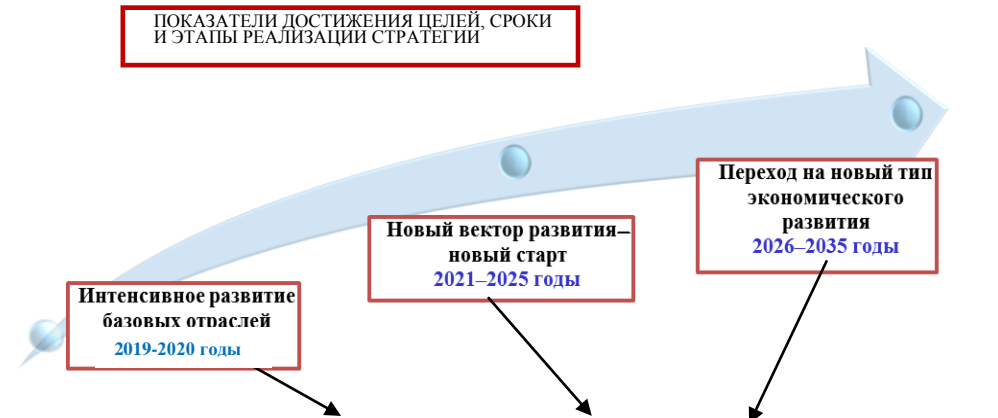 ПОКАЗАТЕЛИ ДОСТИЖЕНИЯ ЦЕЛЕЙ, СРОКИ
И ЭТАПЫ РЕАЛИЗАЦИИ СТРАТЕГИИ
Переход на новый тип
экономического
развития
2026–2035 годы
Новый вектор развития–
новый старт
2021–2025 годы
Интенсивное развитие
базовых отраслей
2019-2020 годы